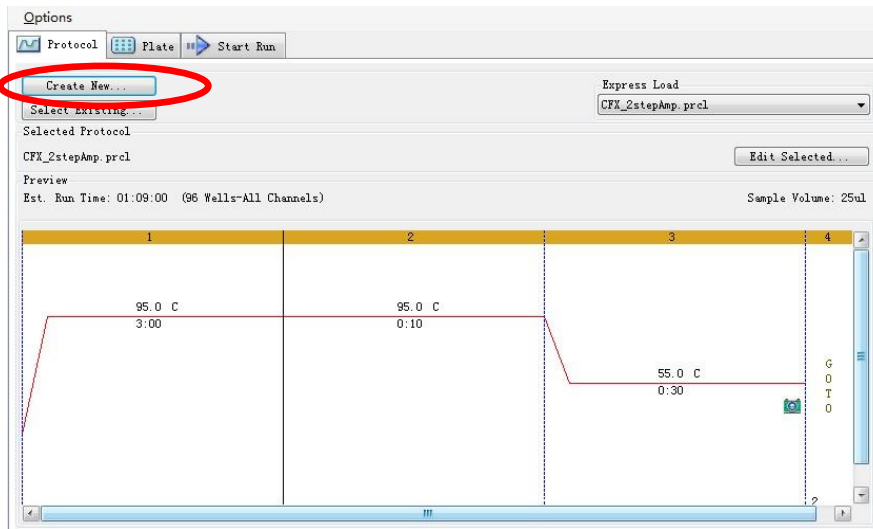 Options
Protocol Plate Start Run
Create New...
Express Load
Select Existing...
CFX_2stepAmp.prcl
Selected Protocol
CFX_2stepAmp.prcl
Edit Selected...
Preview
Est. Run Time: 01:09:00 (96 Wells-All Channels)
Sample Volume: 25ul
1 2 3 4
95.0 C
3:00
95.0 C
0:10
55.0 C
0:30
G
O
T
O
2